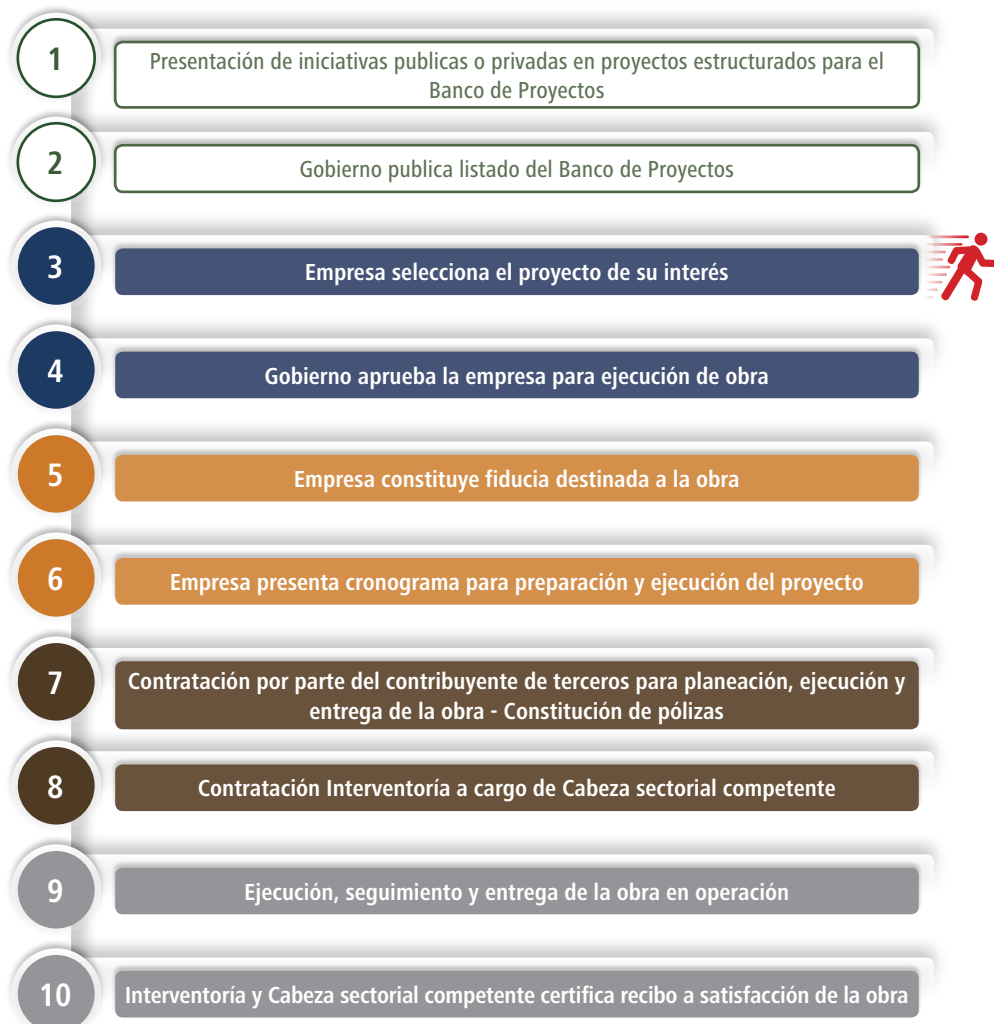 1
Presentación de iniciativas publicas o privadas en proyectos estructurados para el
Banco de Proyectos
2
Gobierno publica listado del Banco de Proyectos
3
Empresa selecciona el proyecto de su interés
4
Gobierno aprueba la empresa para ejecución de obra
5
Empresa constituye fiducia destinada a la obra
6
Empresa presenta cronograma para preparación y ejecución del proyecto
7
Contratación por parte del contribuyente de terceros para planeación, ejecución y
entrega de la obra - Constitución de pólizas
8
Contratación Interventoría a cargo de Cabeza sectorial competente
9
Ejecución, seguimiento y entrega de la obra en operación
10
Interventoría y Cabeza sectorial competente certifica recibo a satisfacción de la obra